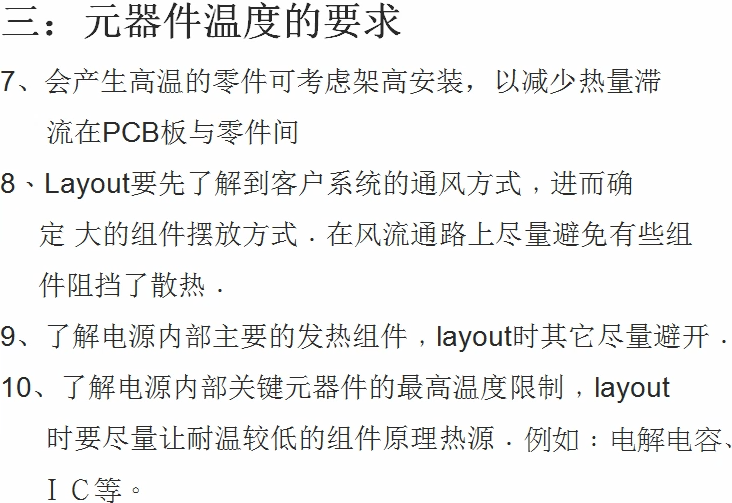 三：元器件温度的要求
7、会产生高温的零件可考虑架高安装，以减少热量滞
流在PCB板与零件间
8、Layout要先了解到客户系统的通风方式，进而确
定 大的组件摆放方式．在风流通路上尽量避免有些组
件阻挡了散热．
9、了解电源内部主要的发热组件，layout时其它尽量避开．
10、了解电源内部关键元器件的最高温度限制，layout
时要尽量让耐温较低的组件原理热源．例如：电解电容、
ＩＣ等。